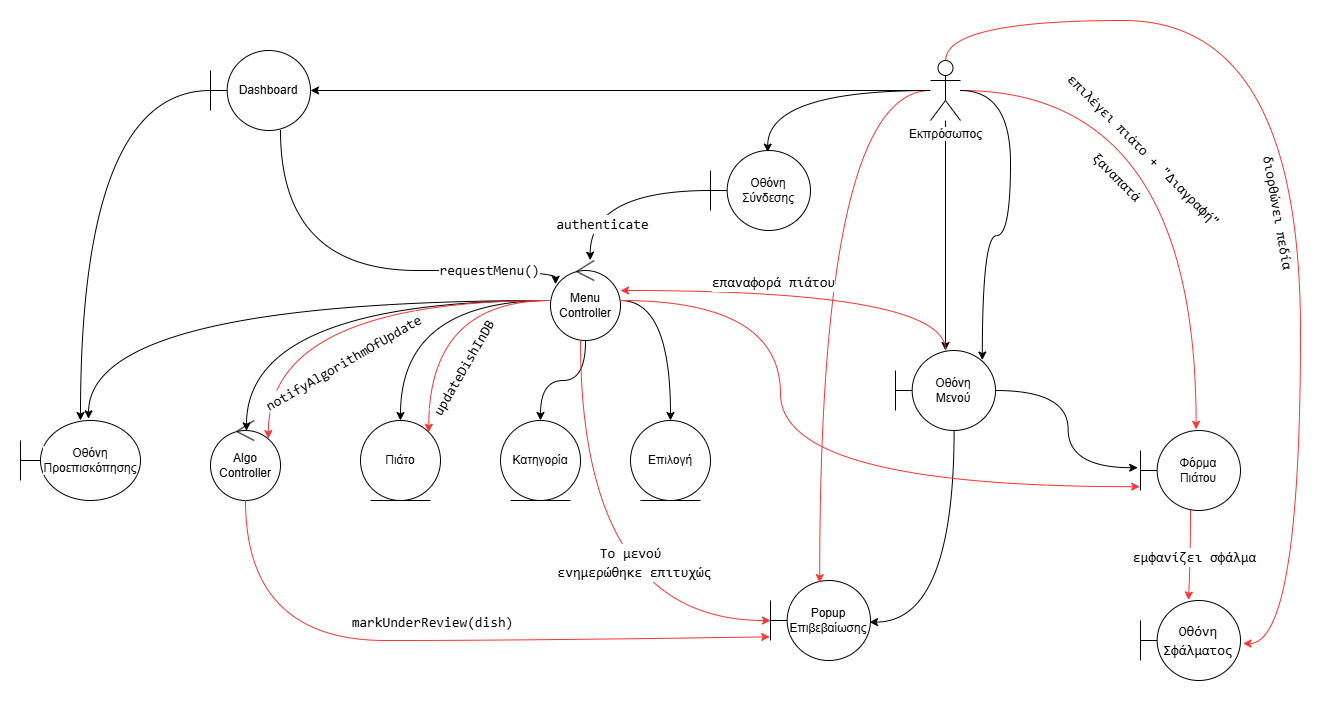 Dashboard
Εκπρόσωπος
επιλέγει πιάτο + "Διαγραφή"
ξαναπατά
διορθώνει πεδία
Οθόνη
Σύνδεσης
authenticate
requestMenu()
Menu
Controller
επαναφορά πιάτου
notifyAlgorithmOfUpdate
updateDishInDB
Οθόνη
Μενού
Οθόνη
Προεπισκόπησης
Algo
Controller
Πιάτο
Κατηγορία
Επιλογή
Φόρμα
Πιάτου
Το μενού
ενημερώθηκε επιτυχώς
εμφανίζει σφάλμα
markUnderReview(dish)
Popup
Επιβεβαίωσης
Οθόνη
Σφάλματος